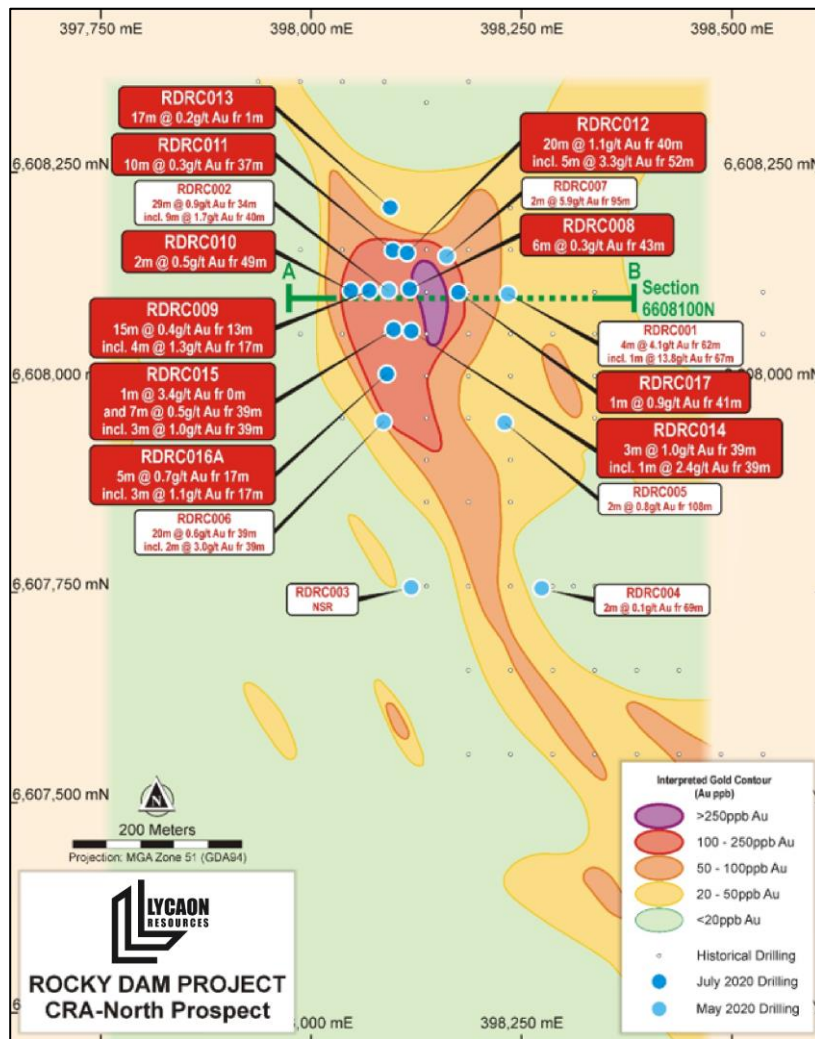 397,750 mE
398,000 mE
398,250 mE
398,500 mE
RDRC013
17m @ 0.2g/t Au fr 1m
RDRC011
10m @ 0.3g/t Au fr 37m
RDRC012
20m @ 1.1g/t Au fr 40m
incl. 5m @ 3.3g/t Au fr 52m
6,608,250 mN
6,608,250 mN
RDRC002
29m @ 0.9g/t Au fr 34m
incl. 9m @ 1.7g/t Au fr 40m
RDRC007
2m @ 5.9g/t Au fr 95m
RDRC010
2m @ 0.5g/t Au fr 49m
RDRC008
6m @ 0.3g/t Au fr 43m
A
B
Section
6608100N
RDRC009
15m @ 0.4g/t Au fr 13m
incl. 4m @ 1.3g/t Au fr 17m
RDRC001
4m @ 4.1g/t Au fr 62m
incl. 1m @ 13.8g/t Au fr 67m
6,608,000 mN
6,608,000 mN
RDRC015
1m @ 3.4g/t Au fr 0m
and 7m @ 0.5g/t Au fr 39m
incl. 3m @ 1.0g/t Au fr 39m
RDRC017
1m @ 0.9g/t Au fr 41m
RDRC014
3m @ 1.0g/t Au fr 39m
incl. 1m @ 2.4g/t Au fr 39m
RDRC016A
5m @ 0.7g/t Au fr 17m
incl. 3m @ 1.1g/t Au fr 17m
RDRC005
2m @ 0.8g/t Au fr 108m
RDRC006
20m @ 0.6g/t Au fr 39m
incl. 2m @ 3.0g/t Au fr 39m
6,607,750 mN
RDRC003
NSR
RDRC004
2m @ 0.1g/t Au fr 69m
6,607,500 mN
N
200 Meters
Projection: MGA Zone 51 (GDA94)
LYCAON
RESOURCES
ROCKY DAM PROJECT
CRA-North Prospect
Interpreted Gold Contour
(Au ppb)
>250ppb Au
100 - 250ppb Au
50 - 100ppb Au
20 - 50ppb Au
<20ppb Au
Historical Drilling
July 2020 Drilling
May 2020 Drilling
,000 mE
398,250 mE